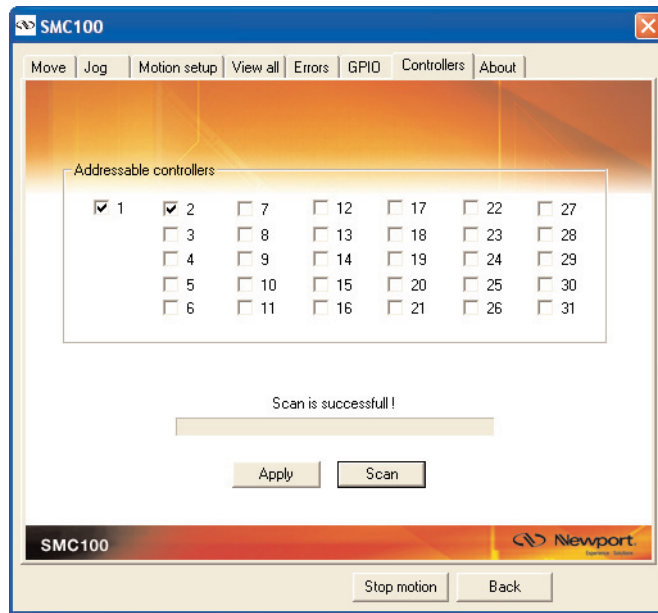 SMC100
Move Jog Motion setup View all Errors GPIO Controllers About
Addressable controllers
1 2 7 12 17 22 27
3 8 13 18 23 28
4 9 14 19 24 29
5 10 15 20 25 30
6 11 16 21 26 31
Scan is successfull !
Apply Scan
SMC100 Newport.
Experience | Solutions
Stop motion Back